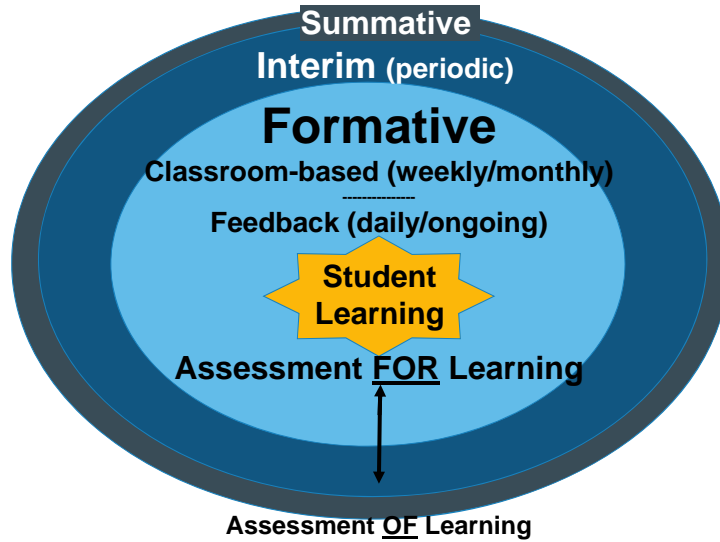 Summative
Interim (periodic)
Formative
Classroom-based (weekly/monthly)
---------------
Feedback (daily/ongoing)
Student
Learning
Assessment FOR Learning
Assessment OF Learning